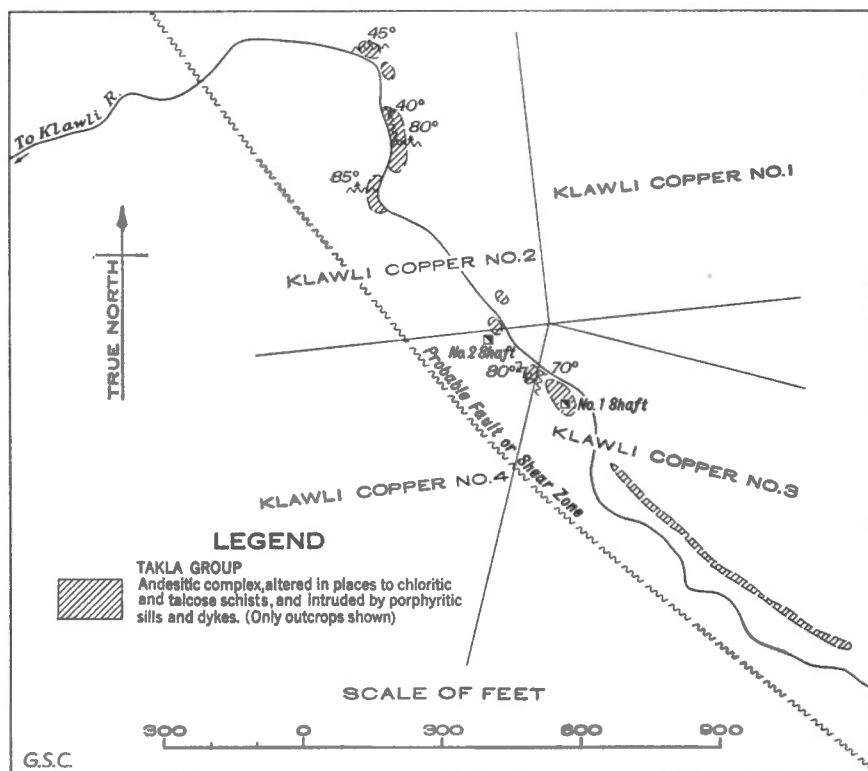 45°
To Klawli R.
40°
80°
85°
KLAWLI COPPER NO.1
TRUE NORTH
KLAWLI COPPER NO.2
No. 2 Shaft
80°
70°
No. 1 Shaft
Probable Fault or Shear Zone
KLAWLI COPPER NO.3
KLAWLI COPPER NO.4
LEGEND
TAKLA GROUP
Andesitic complex, altered in places to chloritic
and talcose schists, and intruded by porphyritic
sills and dykes. (Only outcrops shown)
SCALE OF FEET
300 0 300 600 900
G.S.C.